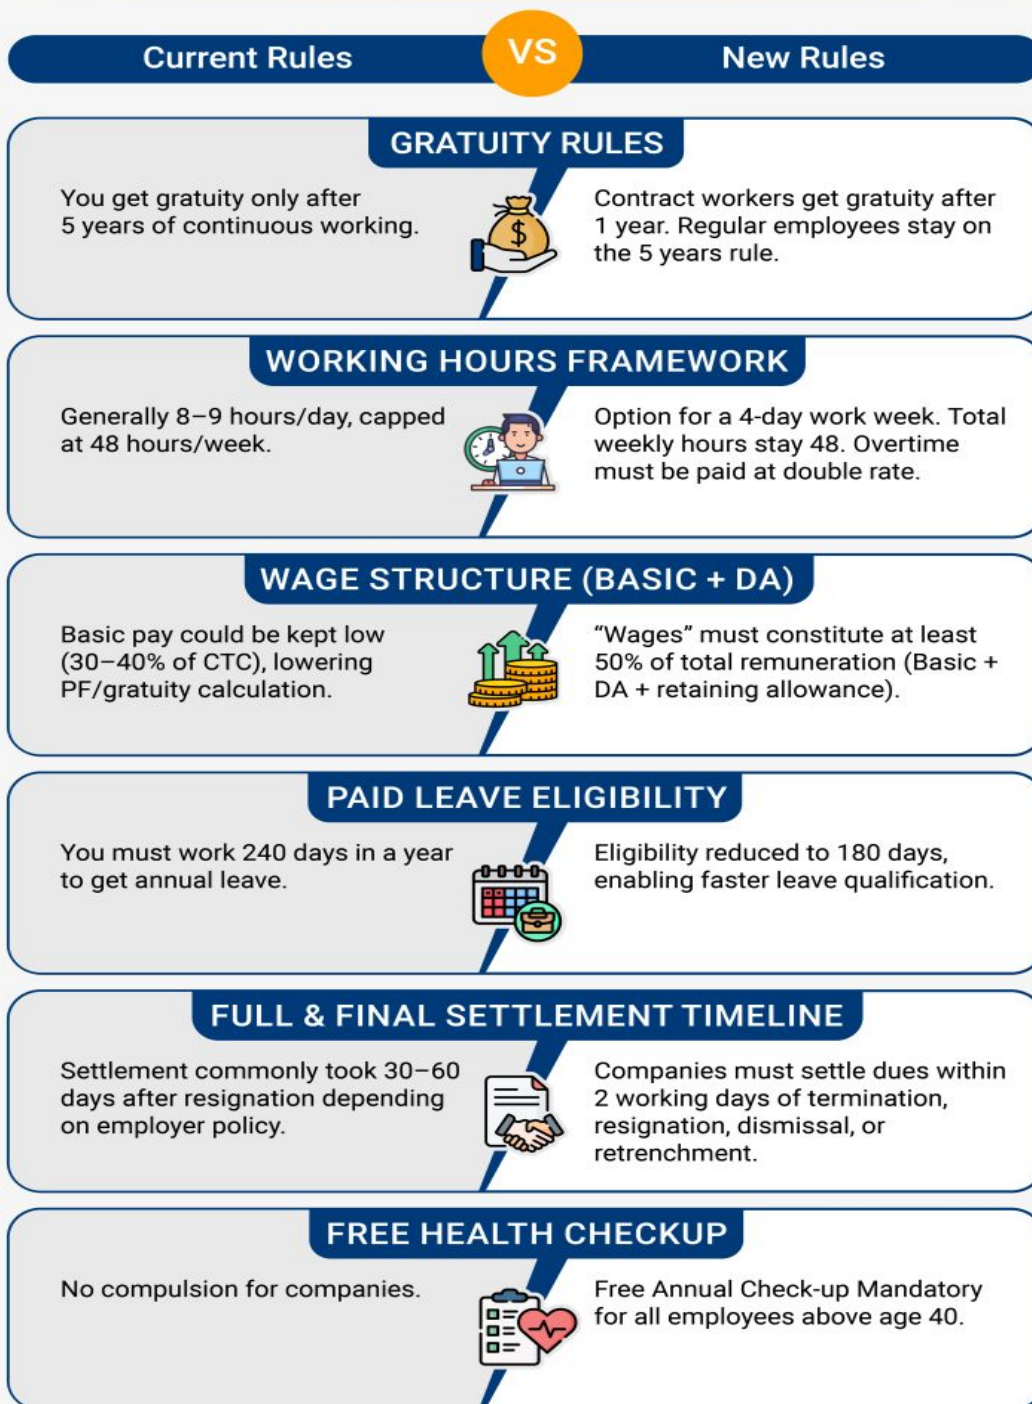 Current Rules
VS
New Rules
GRATUITY RULES
You get gratuity only after
5 years of continuous working.
$
Contract workers get gratuity after
1 year. Regular employees stay on
the 5 years rule.
WORKING HOURS FRAMEWORK
Generally 8–9 hours/day, capped
at 48 hours/week.
Option for a 4-day work week. Total
weekly hours stay 48. Overtime
must be paid at double rate.
WAGE STRUCTURE (BASIC + DA)
Basic pay could be kept low
(30–40% of CTC), lowering
PF/gratuity calculation.
“Wages” must constitute at least
50% of total remuneration (Basic +
DA + retaining allowance).
PAID LEAVE ELIGIBILITY
You must work 240 days in a year
to get annual leave.
Eligibility reduced to 180 days,
enabling faster leave qualification.
FULL & FINAL SETTLEMENT TIMELINE
Settlement commonly took 30–60
days after resignation depending
on employer policy.
Companies must settle dues within
2 working days of termination,
resignation, dismissal, or
retrenchment.
FREE HEALTH CHECKUP
No compulsion for companies.
Free Annual Check-up Mandatory
for all employees above age 40.